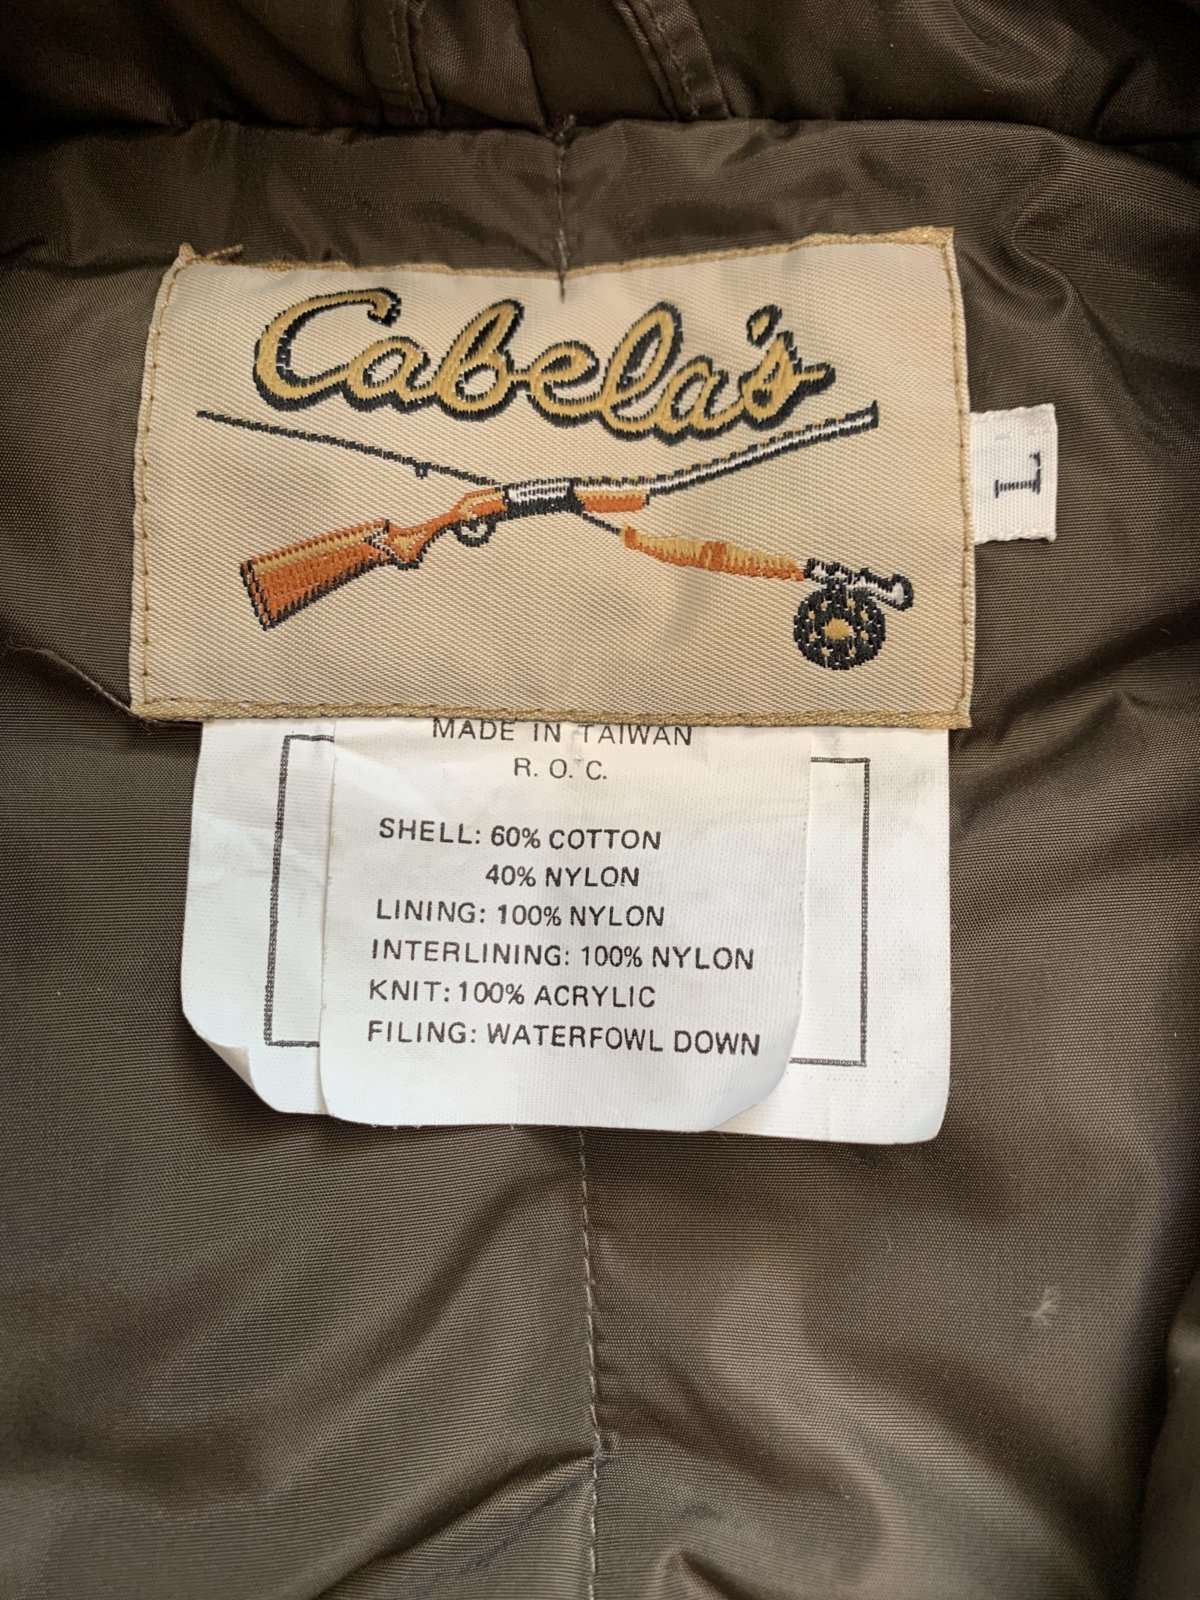 Cabela's
L
MADE IN TAIWAN
R. O. C.
SHELL: 60% COTTON
40% NYLON
LINING: 100% NYLON
INTERLINING: 100% NYLON
KNIT: 100% ACRYLIC
FILING: WATERFOWL DOWN